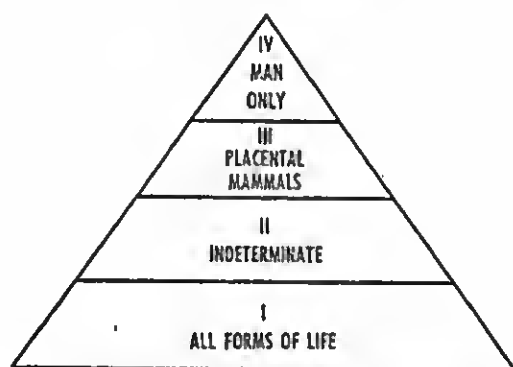 IV
MAN
ONLY
III
PLACENTAL
MAMMALS
II
INDETERMINATE
I
ALL FORMS OF LIFE